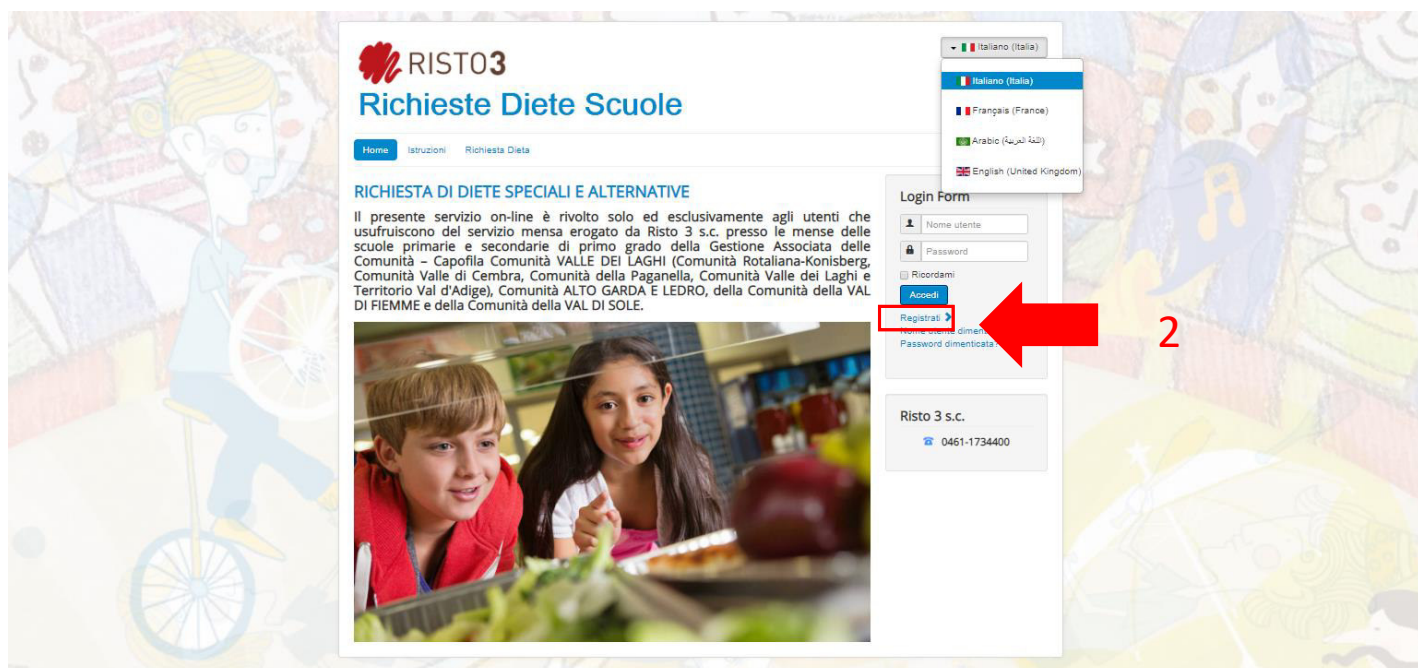 RISTO3
Richieste Diete Scuole
Italiano (Italia)
Italiano (Italia)
Français (France)
Arabic (اللغة العربية)
English (United Kingdom)
Home Istruzioni Richiesta Dieta
RICHIESTA DI DIETE SPECIALI E ALTERNATIVE
Il presente servizio on-line è rivolto solo ed esclusivamente agli utenti che
usufruiscono del servizio mensa erogato da Risto 3 s.c. presso le mense delle
scuole primarie e secondarie di primo grado della Gestione Associata delle
Comunità – Capofila Comunità VALLE DEI LAGHI (Comunità Rotaliana-Konisberg,
Comunità Valle di Cembra, Comunità della Paganella, Comunità Valle dei Laghi e
Territorio Val d'Adige), Comunità ALTO GARDA E LEDRO, della Comunità della VAL
DI FIEMME e della Comunità della VAL DI SOLE.
Login Form
Nome utente
Password
Ricordami
Accedi
Registrati
Nome utente
Password dimenticata?
2
Risto 3 s.c.
0461-1734400